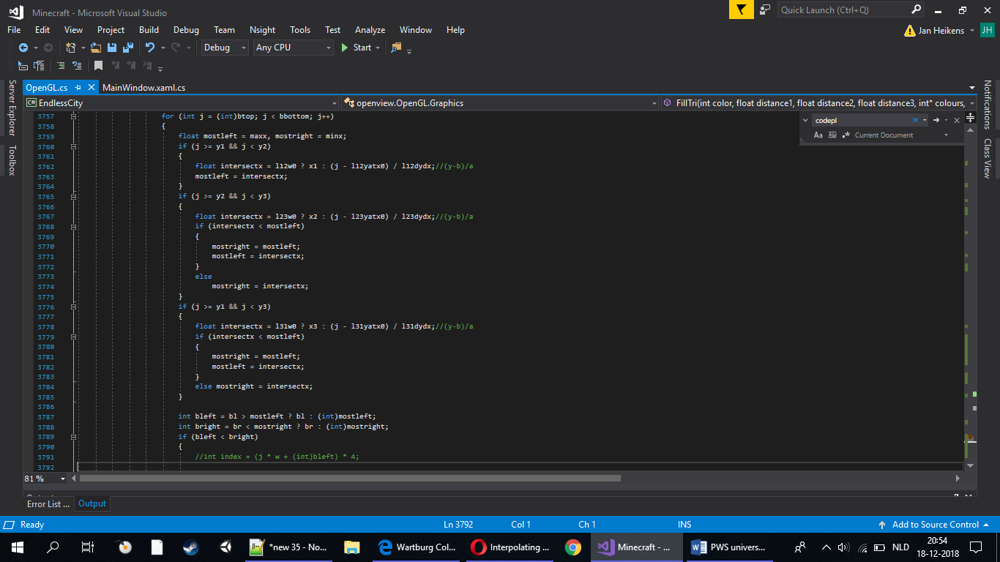 Minecraft - Microsoft Visual Studio
Quick Launch (Ctrl+Q)
File Edit View Project Build Debug Team Nsight Tools Test Analyze Window Help
Jan Heikens JH
Debug Any CPU Start
Server Explorer
Toolbox
Notifications
Class View
OpenGL.cs MainWindow.xaml.cs
C# EndlessCity openview.OpenGL.Graphics FillTri(int color, float distance1, float distance2, float distance3, int* colours,
codepl
Aa Ab Current Document
3757 for (int j = (int)btop; j < bbottom; j++)
3758 {
3759 float mostleft = maxx, mostright = minx;
3760 if (j >= y1 && j < y2)
3761 {
3762 float intersectx = l12w0 ? x1 : (j - l12yatx0) / l12dydx;//(y-b)/a
3763 mostleft = intersectx;
3764 }
3765 if (j >= y2 && j < y3)
3766 {
3767 float intersectx = l23w0 ? x2 : (j - l23yatx0) / l23dydx;//(y-b)/a
3768 if (intersectx < mostleft)
3769 {
3770 mostright = mostleft;
3771 mostleft = intersectx;
3772 }
3773 else
3774 mostright = intersectx;
3775 }
3776 if (j >= y1 && j < y3)
3777 {
3778 float intersectx = l31w0 ? x3 : (j - l31yatx0) / l31dydx;//(y-b)/a
3779 if (intersectx < mostleft)
3780 {
3781 mostright = mostleft;
3782 mostleft = intersectx;
3783 }
3784 else mostright = intersectx;
3785 }
3786
3787 int bleft = bl > mostleft ? bl : (int)mostleft;
3788 int bright = br < mostright ? br : (int)mostright;
3789 if (bleft < bright)
3790 {
3791 //int index = (j * w + (int)bleft) * 4;
3792
81 %
Error List ... Output
Ready Ln 3792 Col 1 Ch 1 INS Add to Source Control
*new 35 - No... Wartburg Col... Interpolating ... Minecraft - ... PWS univers... NLD 20:54
18-12-2018